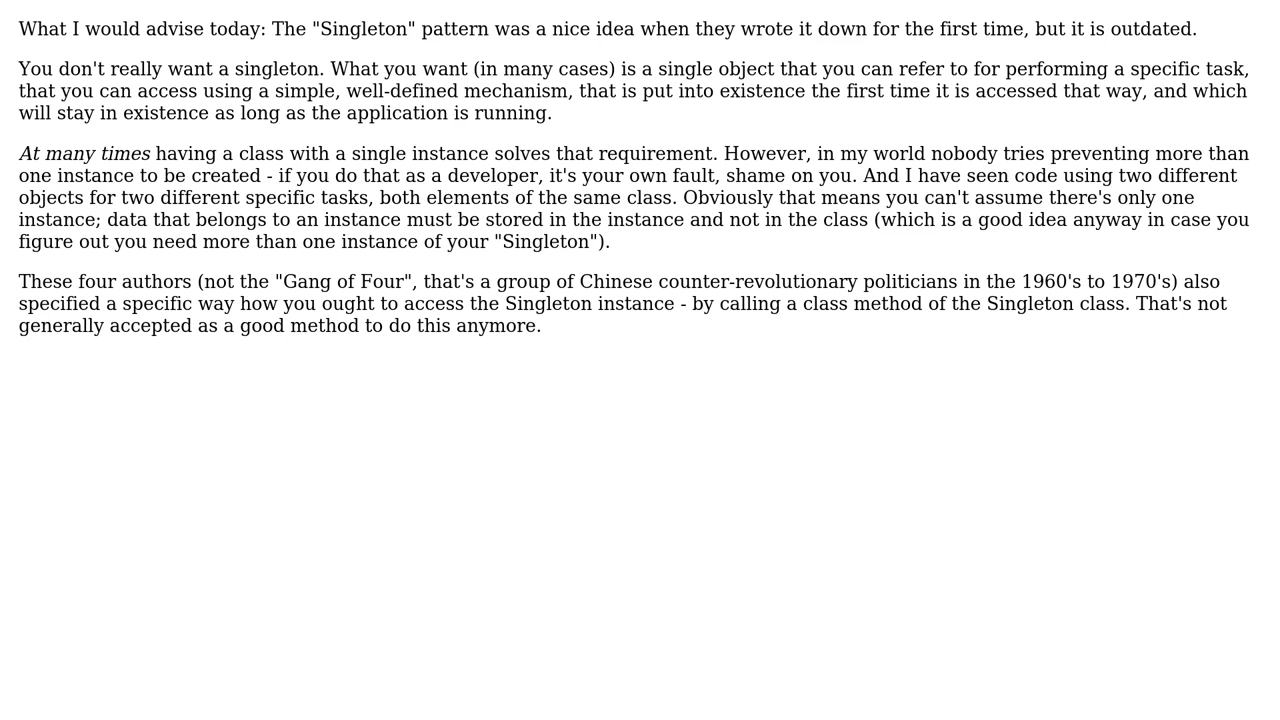 What I would advise today: The "Singleton" pattern was a nice idea when they wrote it down for the first time, but it is outdated.
You don't really want a singleton. What you want (in many cases) is a single object that you can refer to for performing a specific task,
that you can access using a simple, well-defined mechanism, that is put into existence the first time it is accessed that way, and which
will stay in existence as long as the application is running.
At many times having a class with a single instance solves that requirement. However, in my world nobody tries preventing more than
one instance to be created - if you do that as a developer, it's your own fault, shame on you. And I have seen code using two different
objects for two different specific tasks, both elements of the same class. Obviously that means you can't assume there's only one
instance; data that belongs to an instance must be stored in the instance and not in the class (which is a good idea anyway in case you
figure out you need more than one instance of your "Singleton").
These four authors (not the "Gang of Four", that's a group of Chinese counter-revolutionary politicians in the 1960's to 1970's) also
specified a specific way how you ought to access the Singleton instance - by calling a class method of the Singleton class. That's not
generally accepted as a good method to do this anymore.